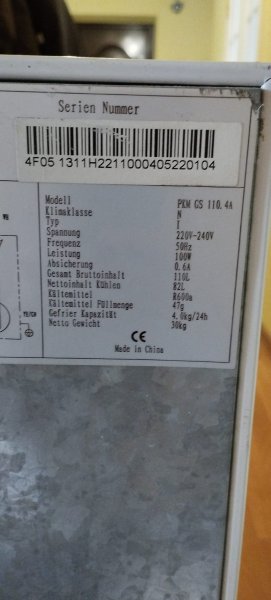 Serien Nummer
4F05 1311H2211000405220104
Modell PKM GS 110.4A
Klimaklasse N
Typ I
Spannung 220V-240V
Frequenz 50Hz
Leistung 100W
Absicherung 0.6A
Gesamt Bruttoinhalt 110L
Nettoinhalt Kühlen 82L
Kältemittel R600a
Kältemittel Füllmenge 47g
Gefrier Kapazität 4.0kg/24h
Netto Gewicht 30kg
CE
Made in China
YE/GN